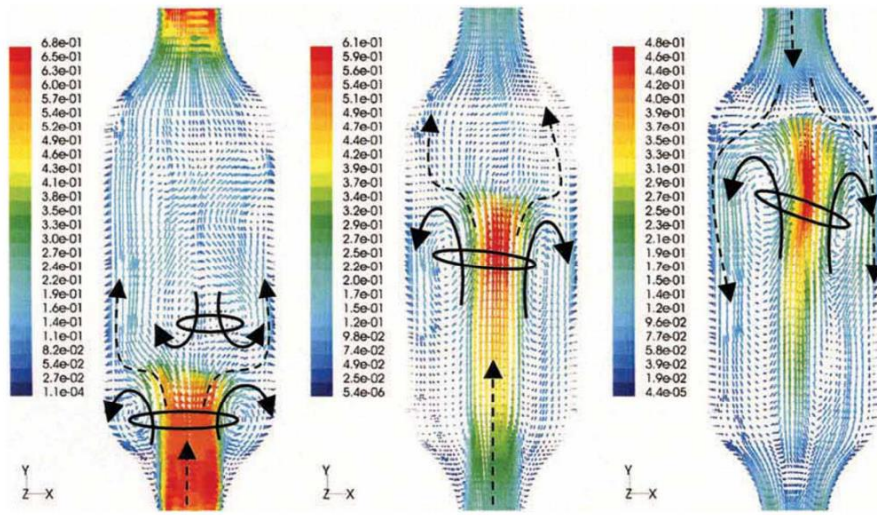 6.8e-01
6.5e-01
6.3e-01
6.0e-01
5.7e-01
5.4e-01
5.2e-01
4.9e-01
4.6e-01
4.3e-01
4.1e-01
3.8e-01
3.5e-01
3.3e-01
3.0e-01
2.7e-01
2.4e-01
2.2e-01
1.9e-01
1.6e-01
1.4e-01
1.1e-01
8.2e-02
5.4e-02
2.7e-02
1.1e-04
Y
Z X
6.1e-01
5.9e-01
5.6e-01
5.4e-01
5.1e-01
4.9e-01
4.7e-01
4.4e-01
4.2e-01
3.9e-01
3.7e-01
3.4e-01
3.2e-01
2.9e-01
2.7e-01
2.5e-01
2.2e-01
2.0e-01
1.7e-01
1.5e-01
1.2e-01
9.8e-02
7.4e-02
4.9e-02
2.5e-02
5.4e-06
Y
Z X
4.8e-01
4.6e-01
4.4e-01
4.2e-01
4.0e-01
3.9e-01
3.7e-01
3.5e-01
3.3e-01
3.1e-01
2.9e-01
2.7e-01
2.5e-01
2.3e-01
2.1e-01
1.9e-01
1.7e-01
1.5e-01
1.3e-01
1.2e-01
9.6e-02
7.7e-02
5.8e-02
3.9e-02
1.9e-02
4.4e-05
Y
Z X